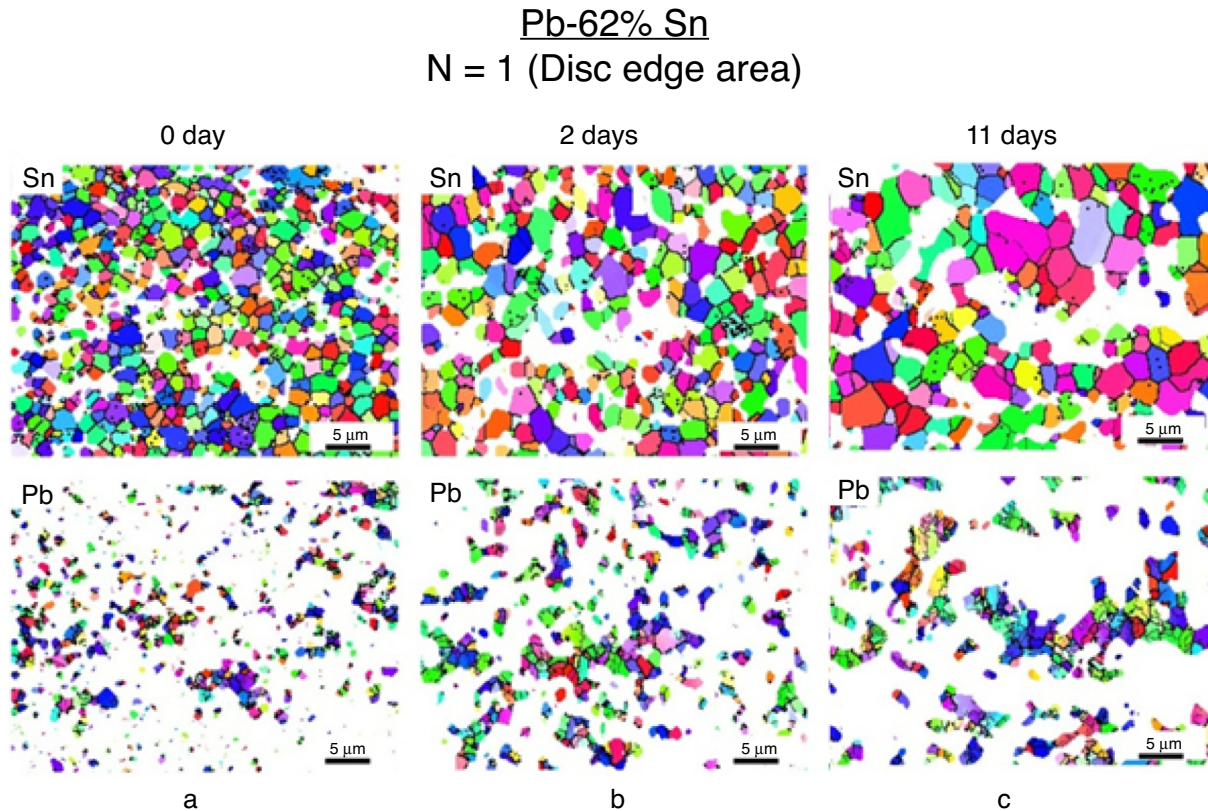 Pb-62% Sn
N = 1 (Disc edge area)
0 day
2 days
11 days
Sn
Sn
Sn
5 μm
5 μm
5 μm
Pb
Pb
Pb
5 μm
5 μm
5 μm
a
b
c